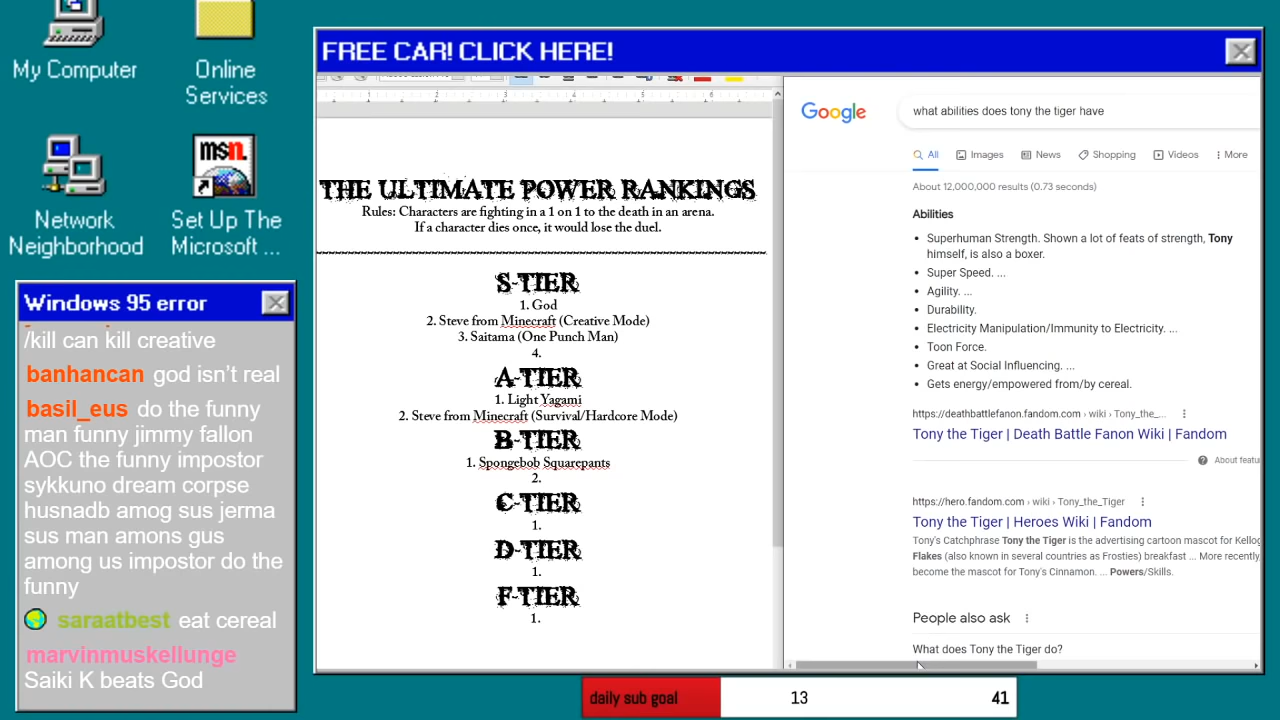 My Computer
Online
Services
Network
Neighborhood
msn.
Set Up The
Microsoft ...
Windows 95 error
/kill can kill creative
banhancan god isn't real
basil_eus do the funny
man funny jimmy fallon
AOC the funny impostor
sykkuno dream corpse
husnadb amog sus jerma
sus man amons gus
among us impostor do the
funny
saraatbest eat cereal
marvinmuskellunge
Saiki K beats God
FREE CAR! CLICK HERE!
1 2 3 4 5 6
THE ULTIMATE POWER RANKINGS
Rules: Characters are fighting in a 1 on 1 to the death in an arena.
If a character dies once, it would lose the duel.
S-TIER
1. God
2. Steve from Minecraft (Creative Mode)
3. Saitama (One Punch Man)
4.
A-TIER
1. Light Yagami
2. Steve from Minecraft (Survival/Hardcore Mode)
B-TIER
1. Spongebob Squarepants
2.
C-TIER
1.
D-TIER
1.
F-TIER
1.
Google
what abilities does tony the tiger have
All Images News Shopping Videos More
About 12,000,000 results (0.73 seconds)
Abilities
• Superhuman Strength. Shown a lot of feats of strength, Tony
himself, is also a boxer.
• Super Speed. ...
• Agility. ...
• Durability.
• Electricity Manipulation/Immunity to Electricity. ...
• Toon Force.
• Great at Social Influencing. ...
• Gets energy/empowered from/by cereal.
https://deathbattlefanon.fandom.com › wiki › Tony_the_...
Tony the Tiger | Death Battle Fanon Wiki | Fandom
About featu
https://hero.fandom.com › wiki › Tony_the_Tiger
Tony the Tiger | Heroes Wiki | Fandom
Tony's Catchphrase Tony the Tiger is the advertising cartoon mascot for Kellog
Flakes (also known in several countries as Frosties) breakfast ... More recently,
become the mascot for Tony's Cinnamon. ... Powers/Skills.
People also ask
What does Tony the Tiger do?
daily sub goal 13 41